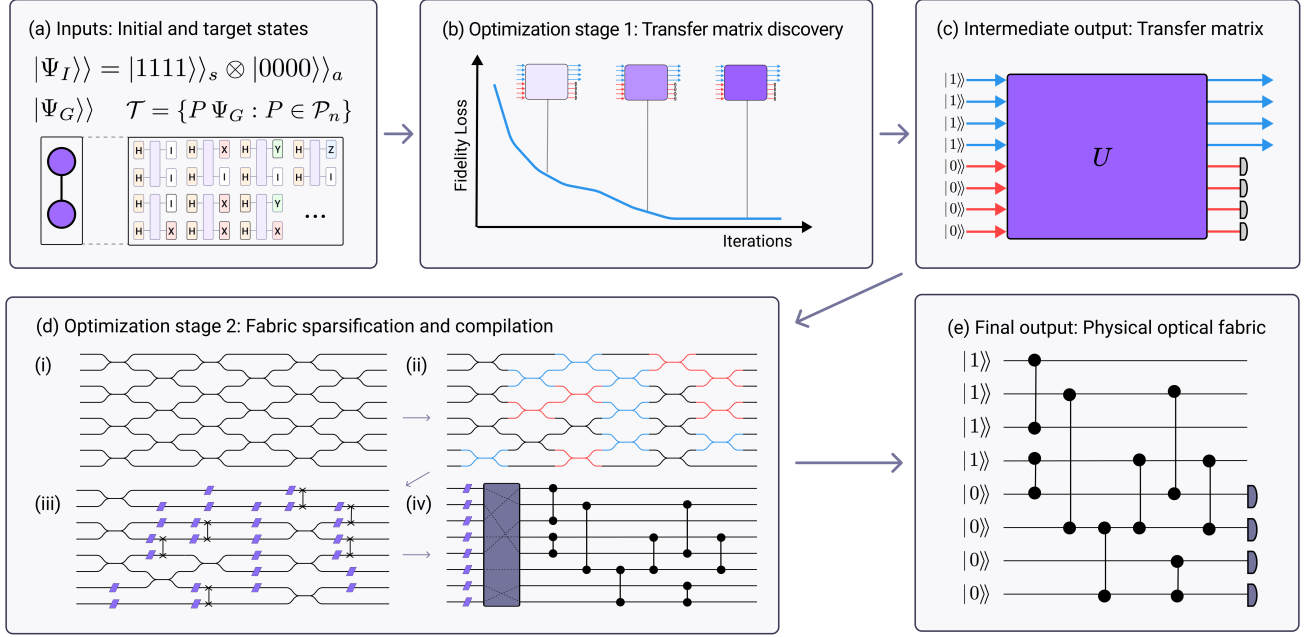 (a) Inputs: Initial and target states
|Ψ_I⟩⟩ = |1111⟩⟩_s ⊗ |0000⟩⟩_a
|Ψ_G⟩⟩ 𝒯 = {P Ψ_G : P ∈ 𝒫_n}
H I H X H Y H Z
H I H I H I H I
H I H X H Y
H X H X H X
...
(b) Optimization stage 1: Transfer matrix discovery
Fidelity Loss
Iterations
(c) Intermediate output: Transfer matrix
|1⟩⟩
|1⟩⟩
|1⟩⟩
|1⟩⟩
|0⟩⟩
|0⟩⟩
|0⟩⟩
|0⟩⟩
U
(d) Optimization stage 2: Fabric sparsification and compilation
(i)
(ii)
(iii)
(iv)
(e) Final output: Physical optical fabric
|1⟩⟩
|1⟩⟩
|1⟩⟩
|1⟩⟩
|0⟩⟩
|0⟩⟩
|0⟩⟩
|0⟩⟩